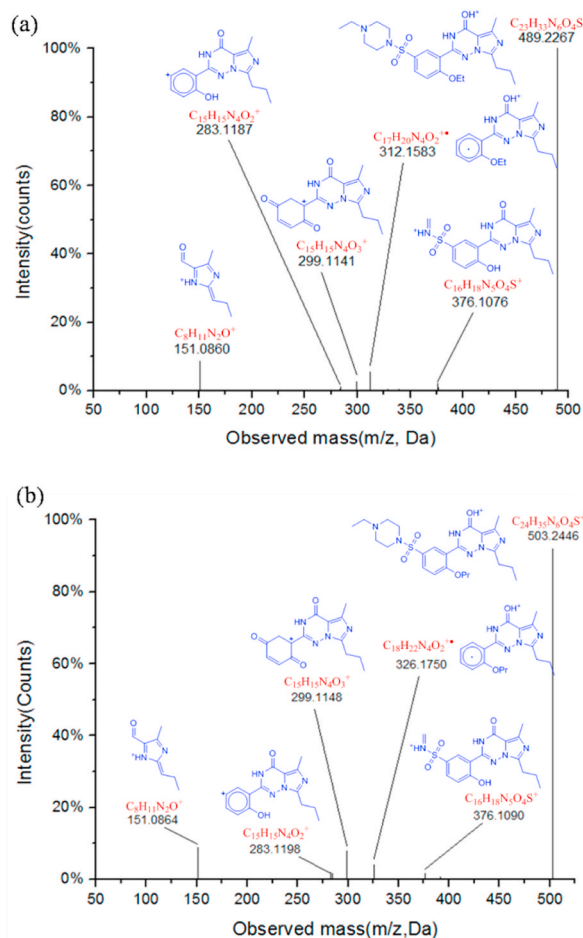 (a)
C₂₃H₃₃N₆O₄S
489.2267
C₁₅H₁₅N₄O₂⁺
283.1187
C₁₇H₂₀N₄O₂⁺•
312.1583
C₁₅H₁₅N₄O₃⁺
299.1141
C₁₆H₁₈N₅O₄S⁺
376.1076
C₈H₁₁N₂O⁺
151.0860
Intensity(counts)
100%
80%
60%
40%
20%
0%
50 100 150 200 250 300 350 400 450 500
Observed mass(m/z, Da)
(b)
C₂₄H₃₅N₆O₄S⁺
503.2446
C₁₅H₁₅N₄O₃⁺
299.1148
C₁₈H₂₂N₄O₂⁺•
326.1750
C₈H₁₁N₂O⁺
151.0864
C₁₅H₁₅N₄O₂⁺
283.1198
C₁₆H₁₈N₅O₄S⁺
376.1090
Intensity(Counts)
100%
80%
60%
40%
20%
0%
50 100 150 200 250 300 350 400 450 500
Observed mass(m/z,Da)